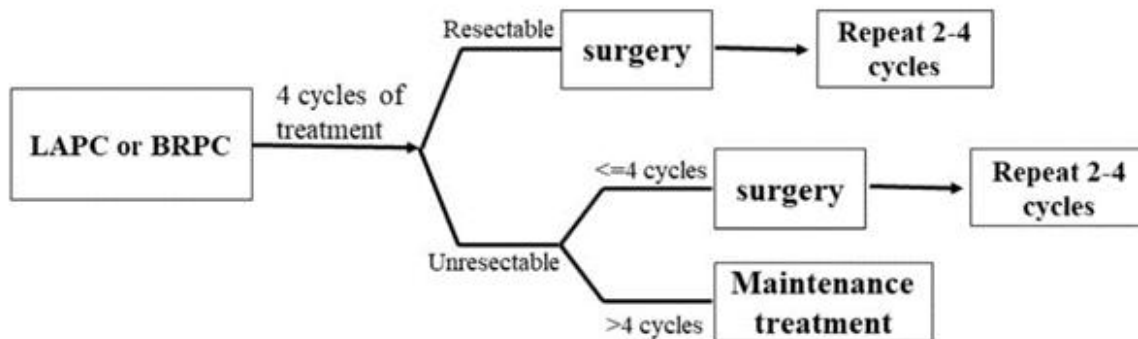 LAPC or BRPC
4 cycles of
treatment
Resectable
surgery
Repeat 2-4
cycles
Unresectable
<=4 cycles
surgery
Repeat 2-4
cycles
>4 cycles
Maintenance
treatment